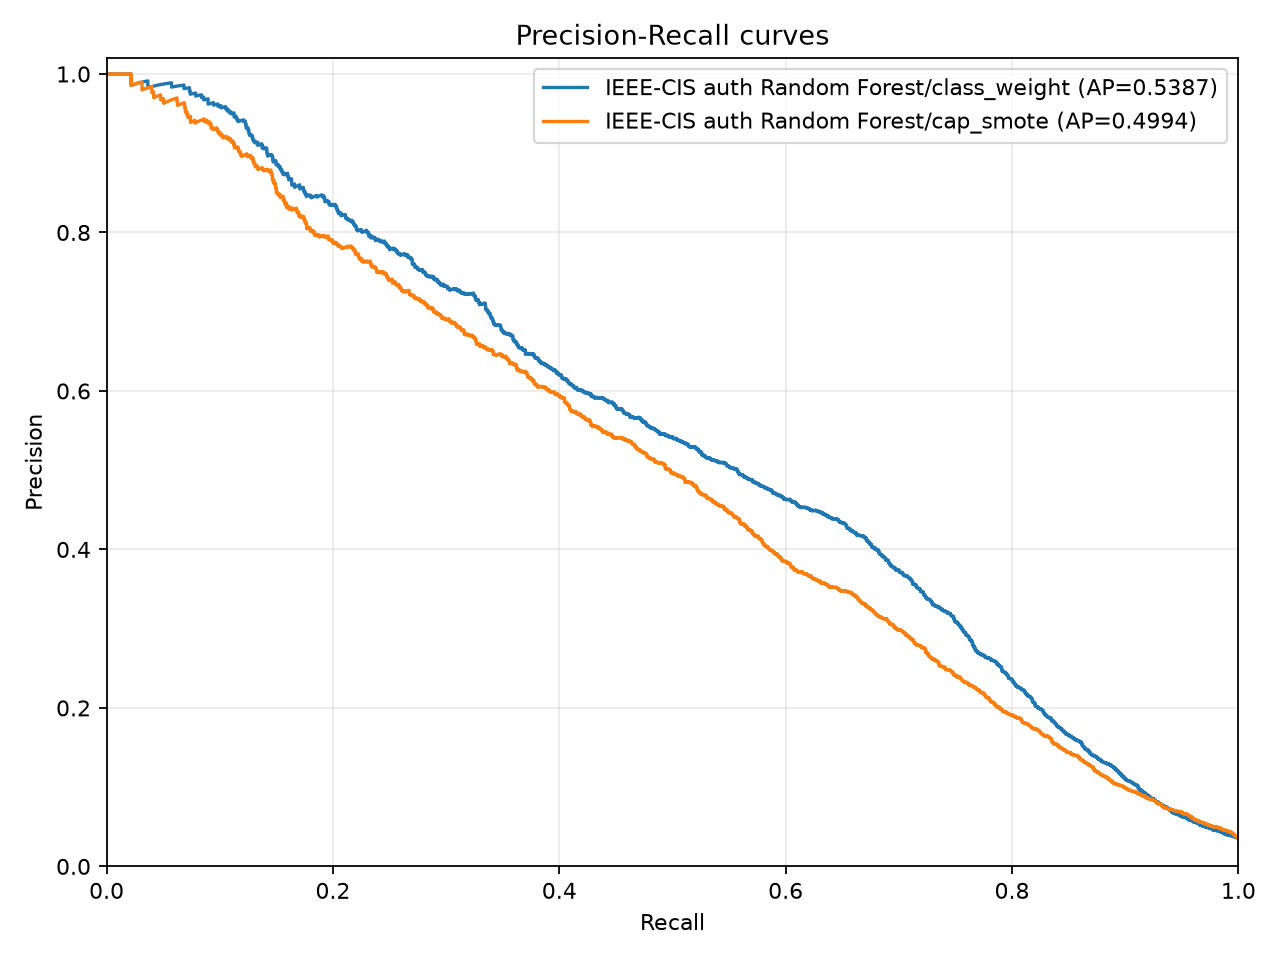 Precision-Recall curves
IEEE-CIS auth Random Forest/class_weight (AP=0.5387)
IEEE-CIS auth Random Forest/cap_smote (AP=0.4994)
Precision
1.0
0.8
0.6
0.4
0.2
0.0
0.0 0.2 0.4 0.6 0.8 1.0
Recall